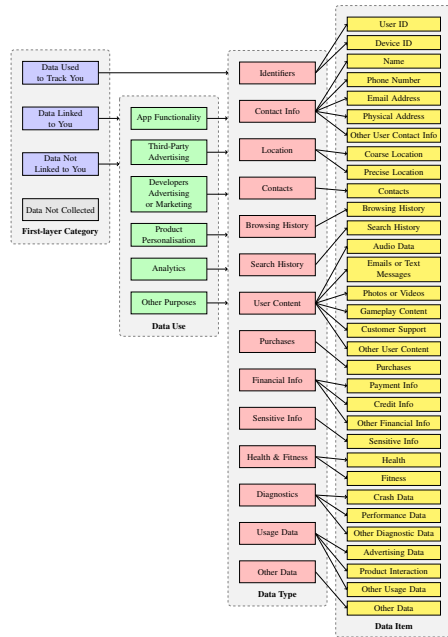 Data Used
to Track You
Data Linked
to You
Data Not
Linked to You
Data Not Collected
First-layer Category
App Functionality
Third-Party
Advertising
Developers
Advertising
or Marketing
Product
Personalisation
Analytics
Other Purposes
Data Use
Identifiers
Contact Info
Location
Contacts
Browsing History
Search History
User Content
Purchases
Financial Info
Sensitive Info
Health & Fitness
Diagnostics
Usage Data
Other Data
Data Type
User ID
Device ID
Name
Phone Number
Email Address
Physical Address
Other User Contact Info
Coarse Location
Precise Location
Contacts
Browsing History
Search History
Audio Data
Emails or Text
Messages
Photos or Videos
Gameplay Content
Customer Support
Other User Content
Purchases
Payment Info
Credit Info
Other Financial Info
Sensitive Info
Health
Fitness
Crash Data
Performance Data
Other Diagnostic Data
Advertising Data
Product Interaction
Other Usage Data
Other Data
Data Item